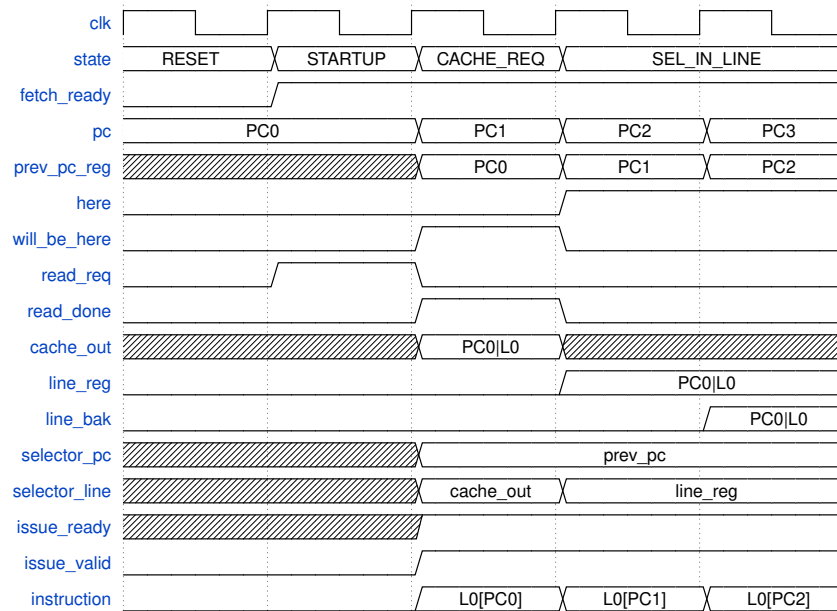 clk
state RESET STARTUP CACHE_REQ SEL_IN_LINE
fetch_ready
pc PC0 PC1 PC2 PC3
prev_pc_reg PC0 PC1 PC2
here
will_be_here
read_req
read_done
cache_out PC0|L0
line_reg PC0|L0
line_bak PC0|L0
selector_pc prev_pc
selector_line cache_out line_reg
issue_ready
issue_valid
instruction L0[PC0] L0[PC1] L0[PC2]